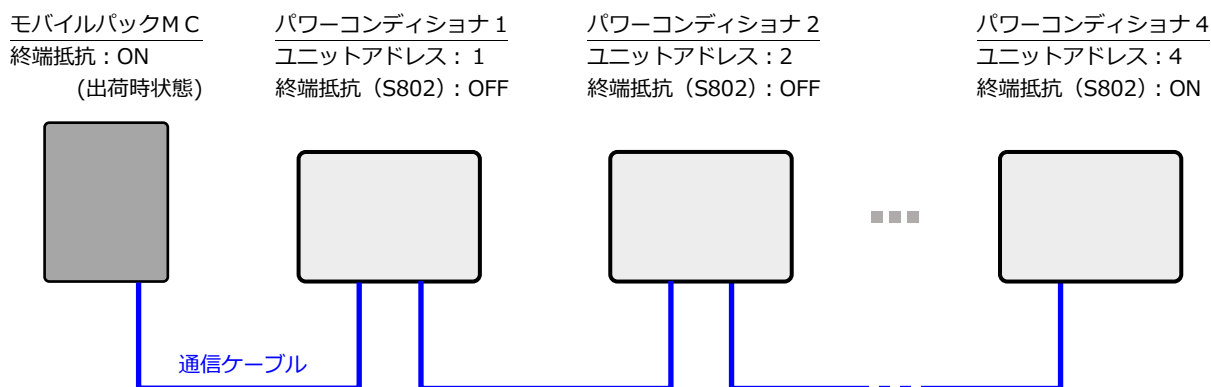 モバイルパックＭＣ
終端抵抗：ON
(出荷時状態)
パワーコンディショナ１
ユニットアドレス：１
終端抵抗（S802）：OFF
パワーコンディショナ２
ユニットアドレス：2
終端抵抗（S802）：OFF
パワーコンディショナ４
ユニットアドレス：4
終端抵抗（S802）：ON
通信ケーブル